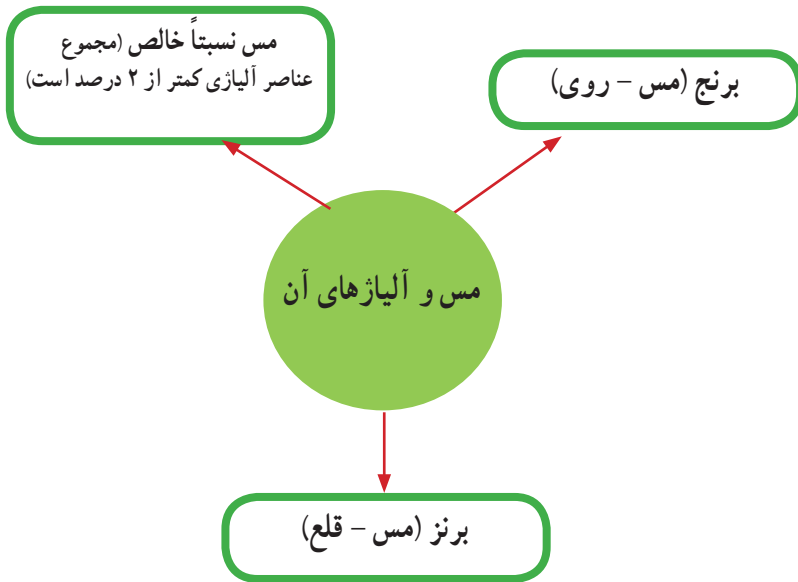 مس نسبتاً خالص (مجموع
عناصر آلیاژی کمتر از ۲ درصد است)
برنج (مس – روی)
مس و آلیاژهای آن
برنز (مس – قلع)